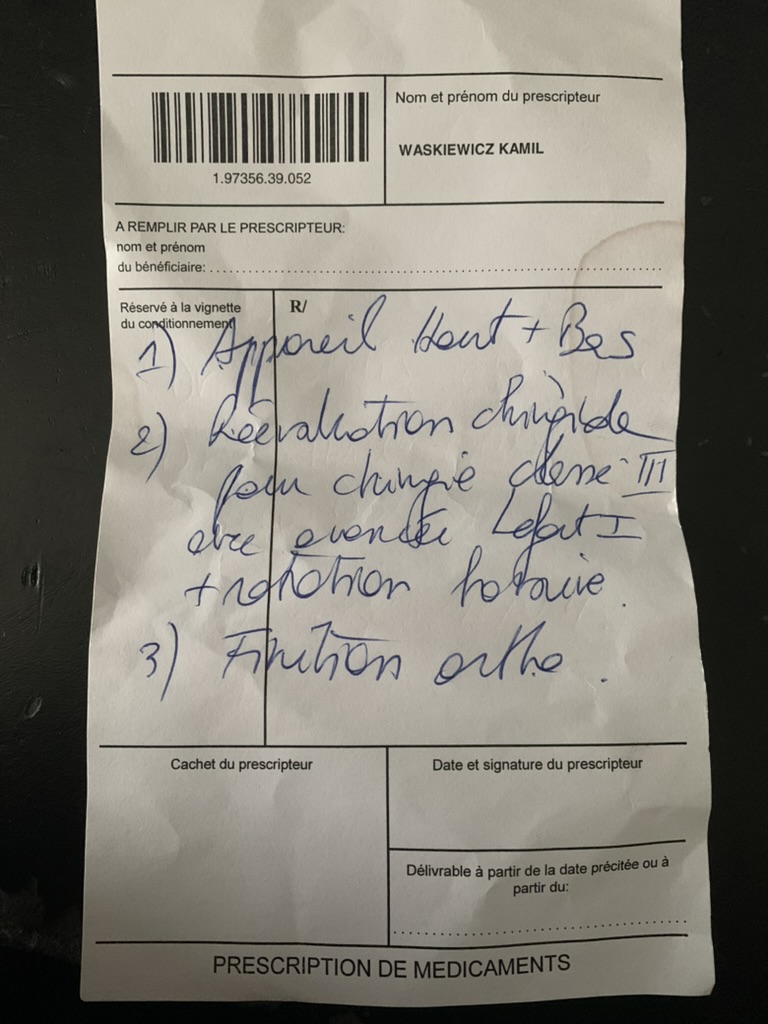 Nom et prénom du prescripteur
WASKIEWICZ KAMIL
1.97356.39.052
A REMPLIR PAR LE PRESCRIPTEUR:
nom et prénom
du bénéficiaire:
Réservé à la vignette
du conditionnement
R/
1) Appareil Haut + Bas
2) Réévaluation chirurgicale
pour chirurgie classe III
avec avancée Lefort I
+ rotation horaire.
3) Finition ortho.
Cachet du prescripteur
Date et signature du prescripteur
Délivrable à partir de la date précitée ou à
partir du:
PRESCRIPTION DE MEDICAMENTS